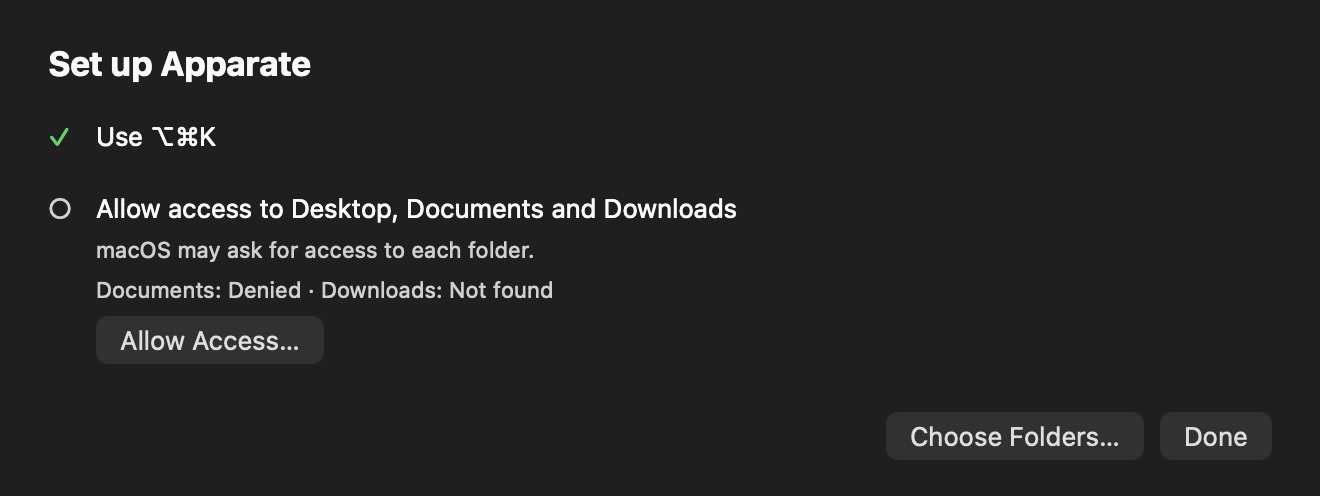 Set up Apparate
Use ⌥⌘K
Allow access to Desktop, Documents and Downloads
macOS may ask for access to each folder.
Documents: Denied · Downloads: Not found
Allow Access...
Choose Folders...
Done